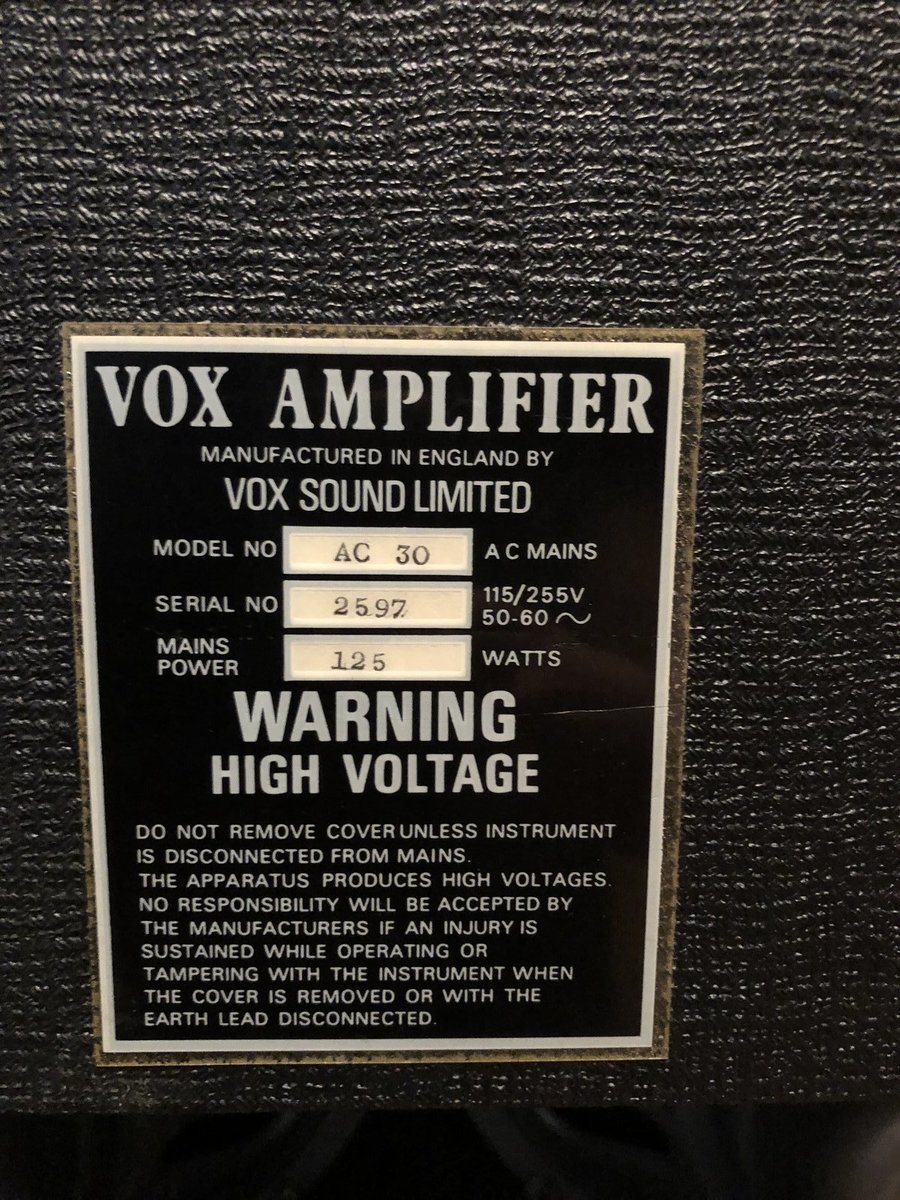 VOX AMPLIFIER
MANUFACTURED IN ENGLAND BY
VOX SOUND LIMITED
MODEL NO AC 30 A C MAINS
SERIAL NO 2597 115/255V
50-60 ~
MAINS POWER 125 WATTS
WARNING
HIGH VOLTAGE
DO NOT REMOVE COVER UNLESS INSTRUMENT
IS DISCONNECTED FROM MAINS.
THE APPARATUS PRODUCES HIGH VOLTAGES.
NO RESPONSIBILITY WILL BE ACCEPTED BY
THE MANUFACTURERS IF AN INJURY IS
SUSTAINED WHILE OPERATING OR
TAMPERING WITH THE INSTRUMENT WHEN
THE COVER IS REMOVED OR WITH THE
EARTH LEAD DISCONNECTED.